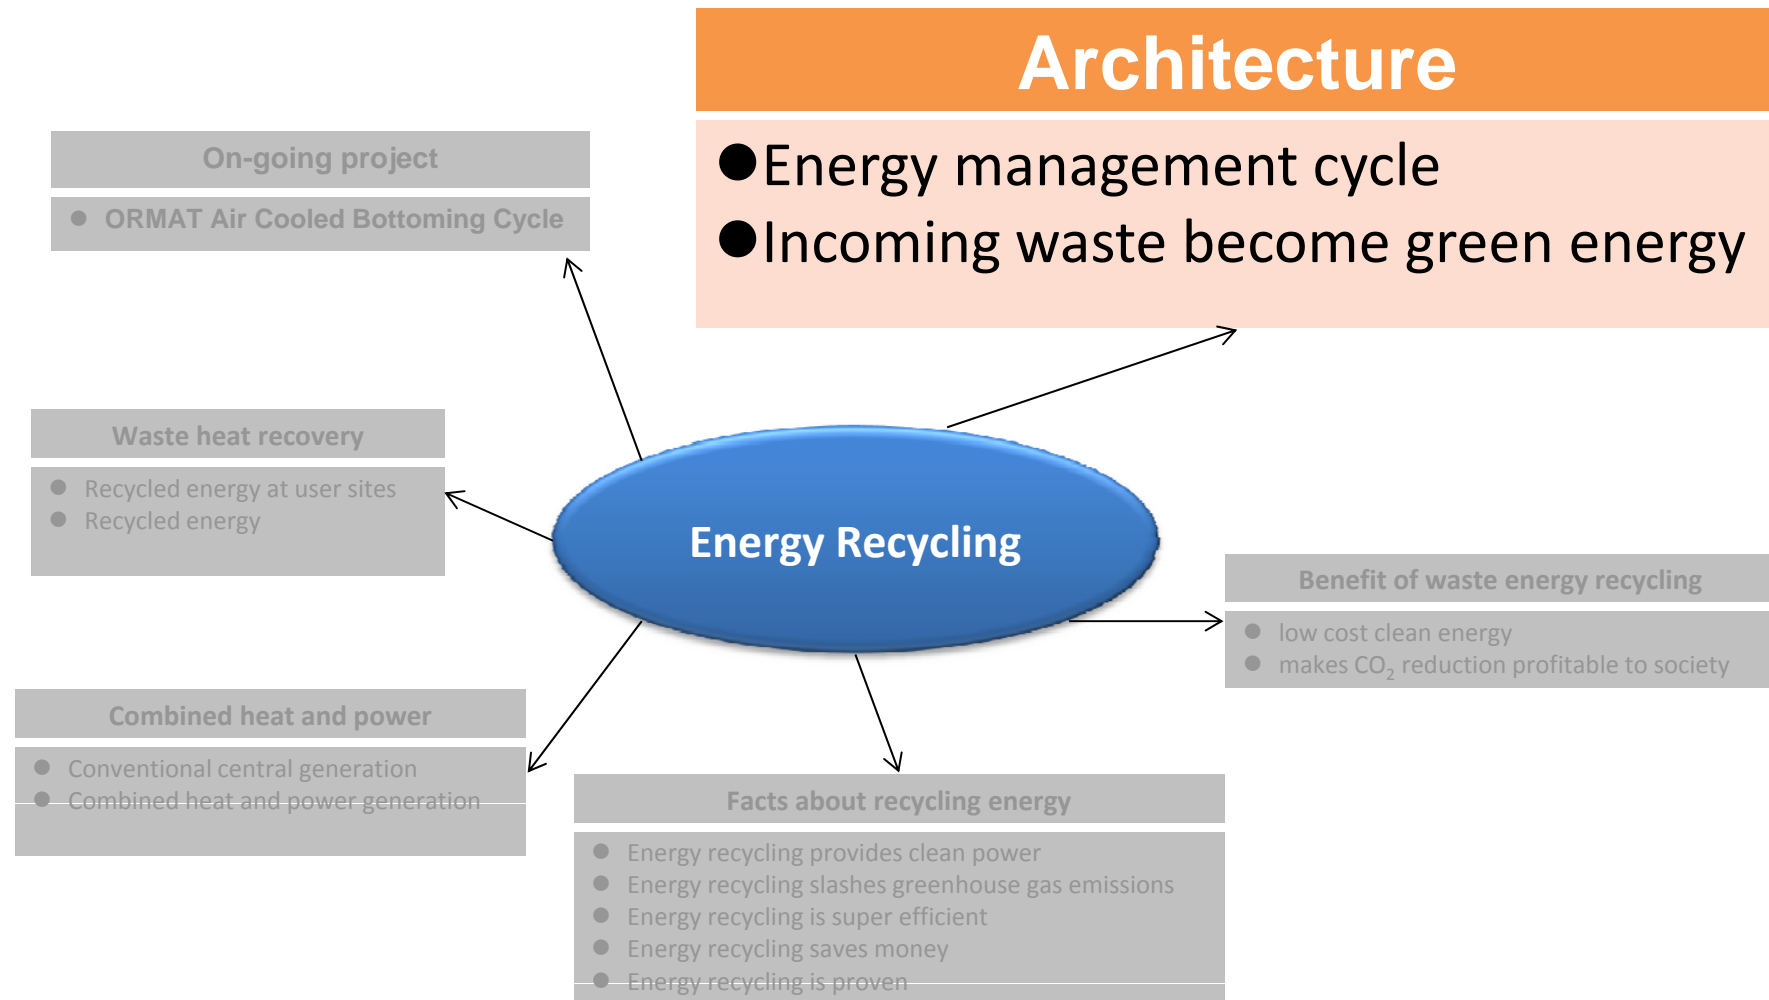 Architecture
●Energy management cycle
●Incoming waste become green energy
On-going project
● ORMAT Air Cooled Bottoming Cycle
Waste heat recovery
● Recycled energy at user sites
● Recycled energy
Energy Recycling
Benefit of waste energy recycling
● low cost clean energy
● makes CO₂ reduction profitable to society
Combined heat and power
● Conventional central generation
● Combined heat and power generation
Facts about recycling energy
● Energy recycling provides clean power
● Energy recycling slashes greenhouse gas emissions
● Energy recycling is super efficient
● Energy recycling saves money
● Energy recycling is proven